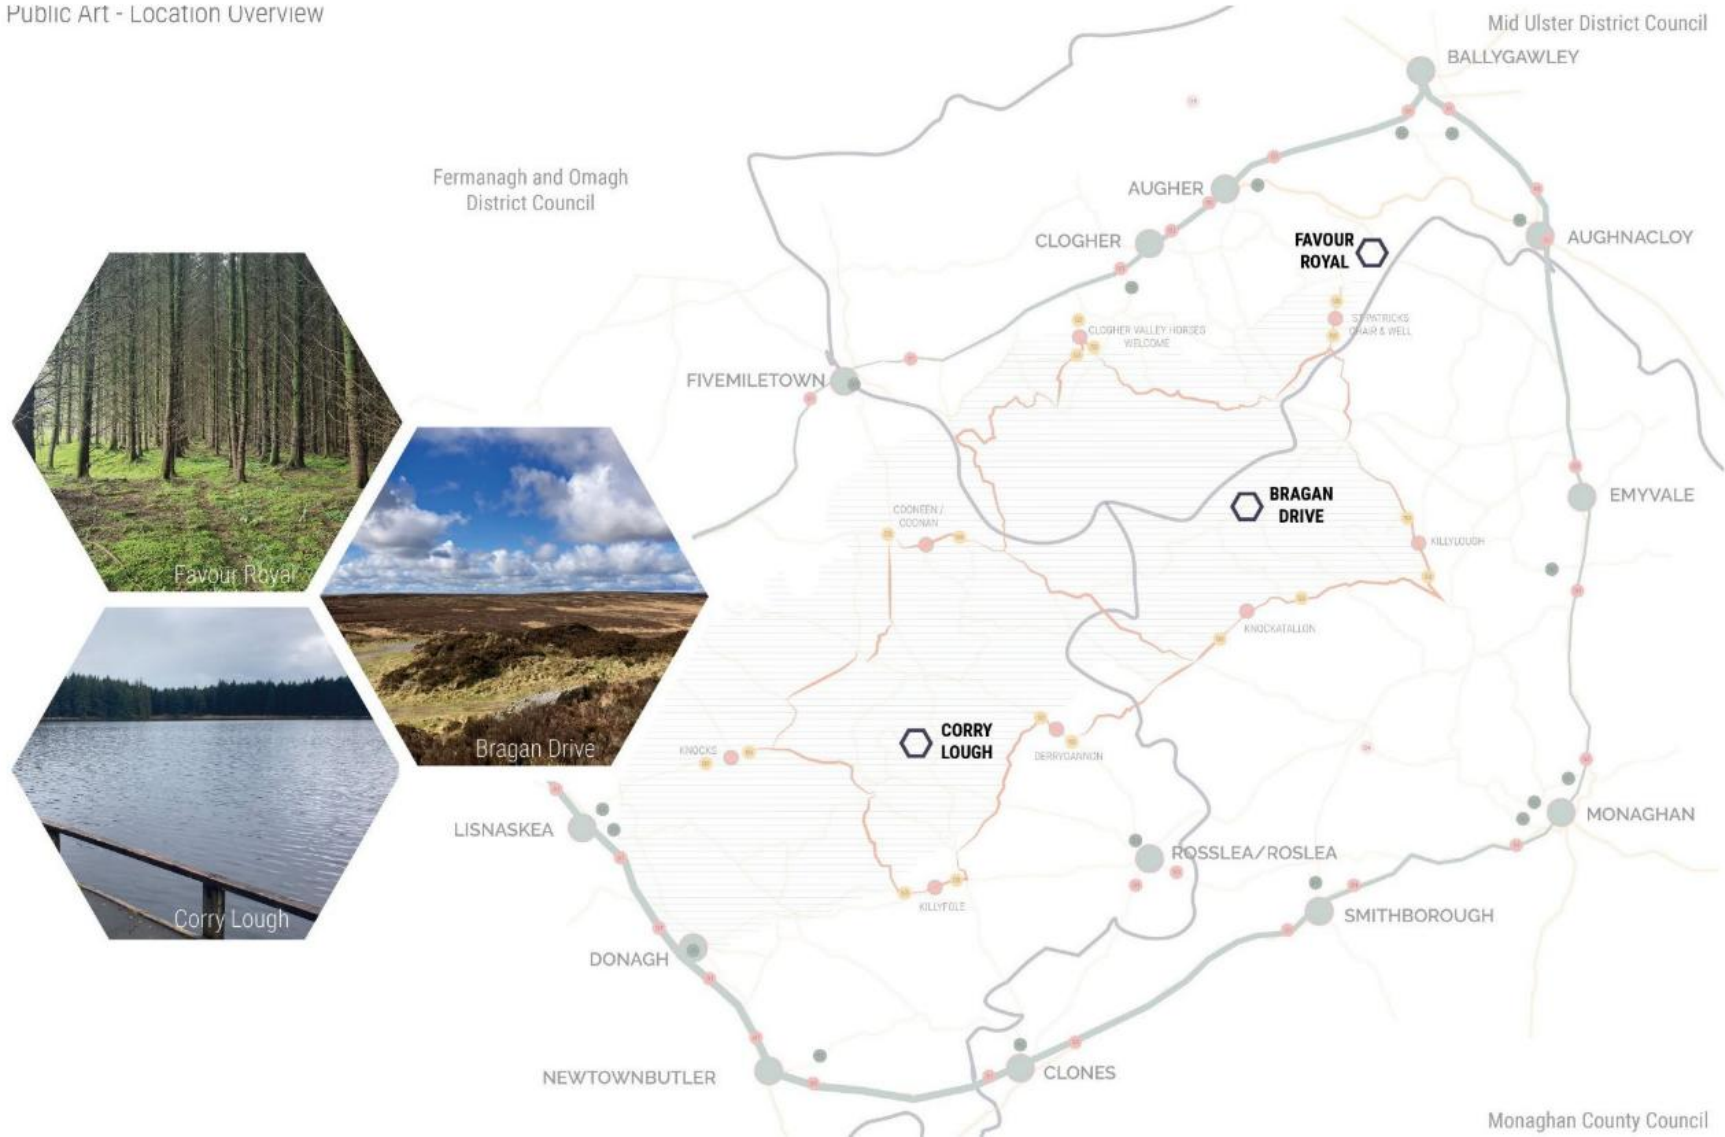 Public Art - Location Overview
Mid Ulster District Council
BALLYGAWLEY
Fermanagh and Omagh
District Council
AUGHER
CLOGHER
FAVOUR
ROYAL
AUGHNACLOY
CLOGHER VALLEY HORSES
WELCOME
ST PATRICKS
CHAIR & WELL
FIVEMILETOWN
BRAGAN
DRIVE
EMYVALE
COONEEN /
COONAN
KILLYLOUGH
Favour Royal
KNOCKATALLON
CORRY
LOUGH
KNOCKS
DERRYGANNON
Bragan Drive
LISNASKEA
MONAGHAN
ROSSLEA/ROSLEA
Corry Lough
KILLYFOLE
SMITHBOROUGH
DONAGH
NEWTOWNBUTLER
CLONES
Monaghan County Council